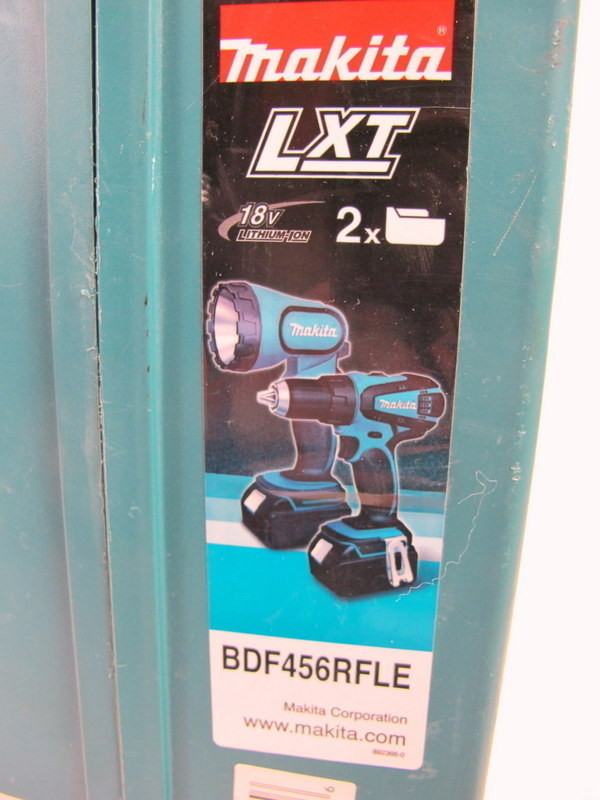 Makita®
LXT
18V
LITHIUM-ION
2x
Makita
Makita
BDF456RFLE
Makita Corporation
www.makita.com